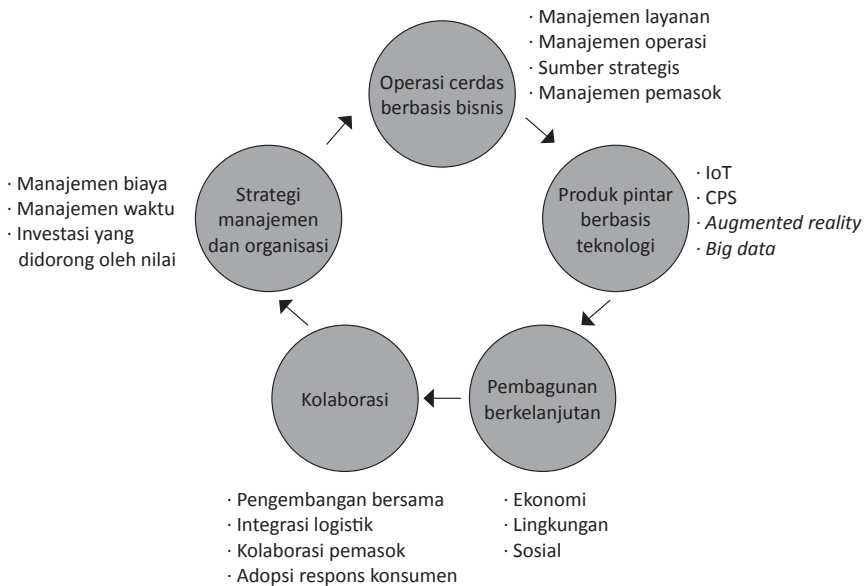 Operasi cerdas
berbasis bisnis
· Manajemen layanan
· Manajemen operasi
· Sumber strategis
· Manajemen pemasok
Produk pintar
berbasis
teknologi
· IoT
· CPS
· Augmented reality
· Big data
Pembagunan
berkelanjutan
· Ekonomi
· Lingkungan
· Sosial
Kolaborasi
· Pengembangan bersama
· Integrasi logistik
· Kolaborasi pemasok
· Adopsi respons konsumen
Strategi
manajemen
dan organisasi
· Manajemen biaya
· Manajemen waktu
· Investasi yang
didorong oleh nilai